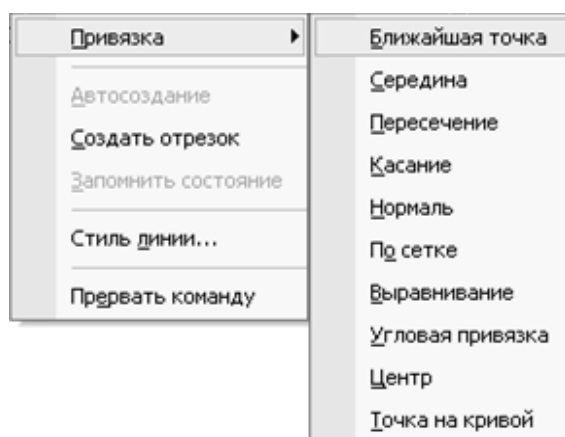 Привязка
Автосоздание
Создать отрезок
Запомнить состояние
Стиль линии...
Прервать команду
Ближайшая точка
Середина
Пересечение
Касание
Нормаль
По сетке
Выравнивание
Угловая привязка
Центр
Точка на кривой